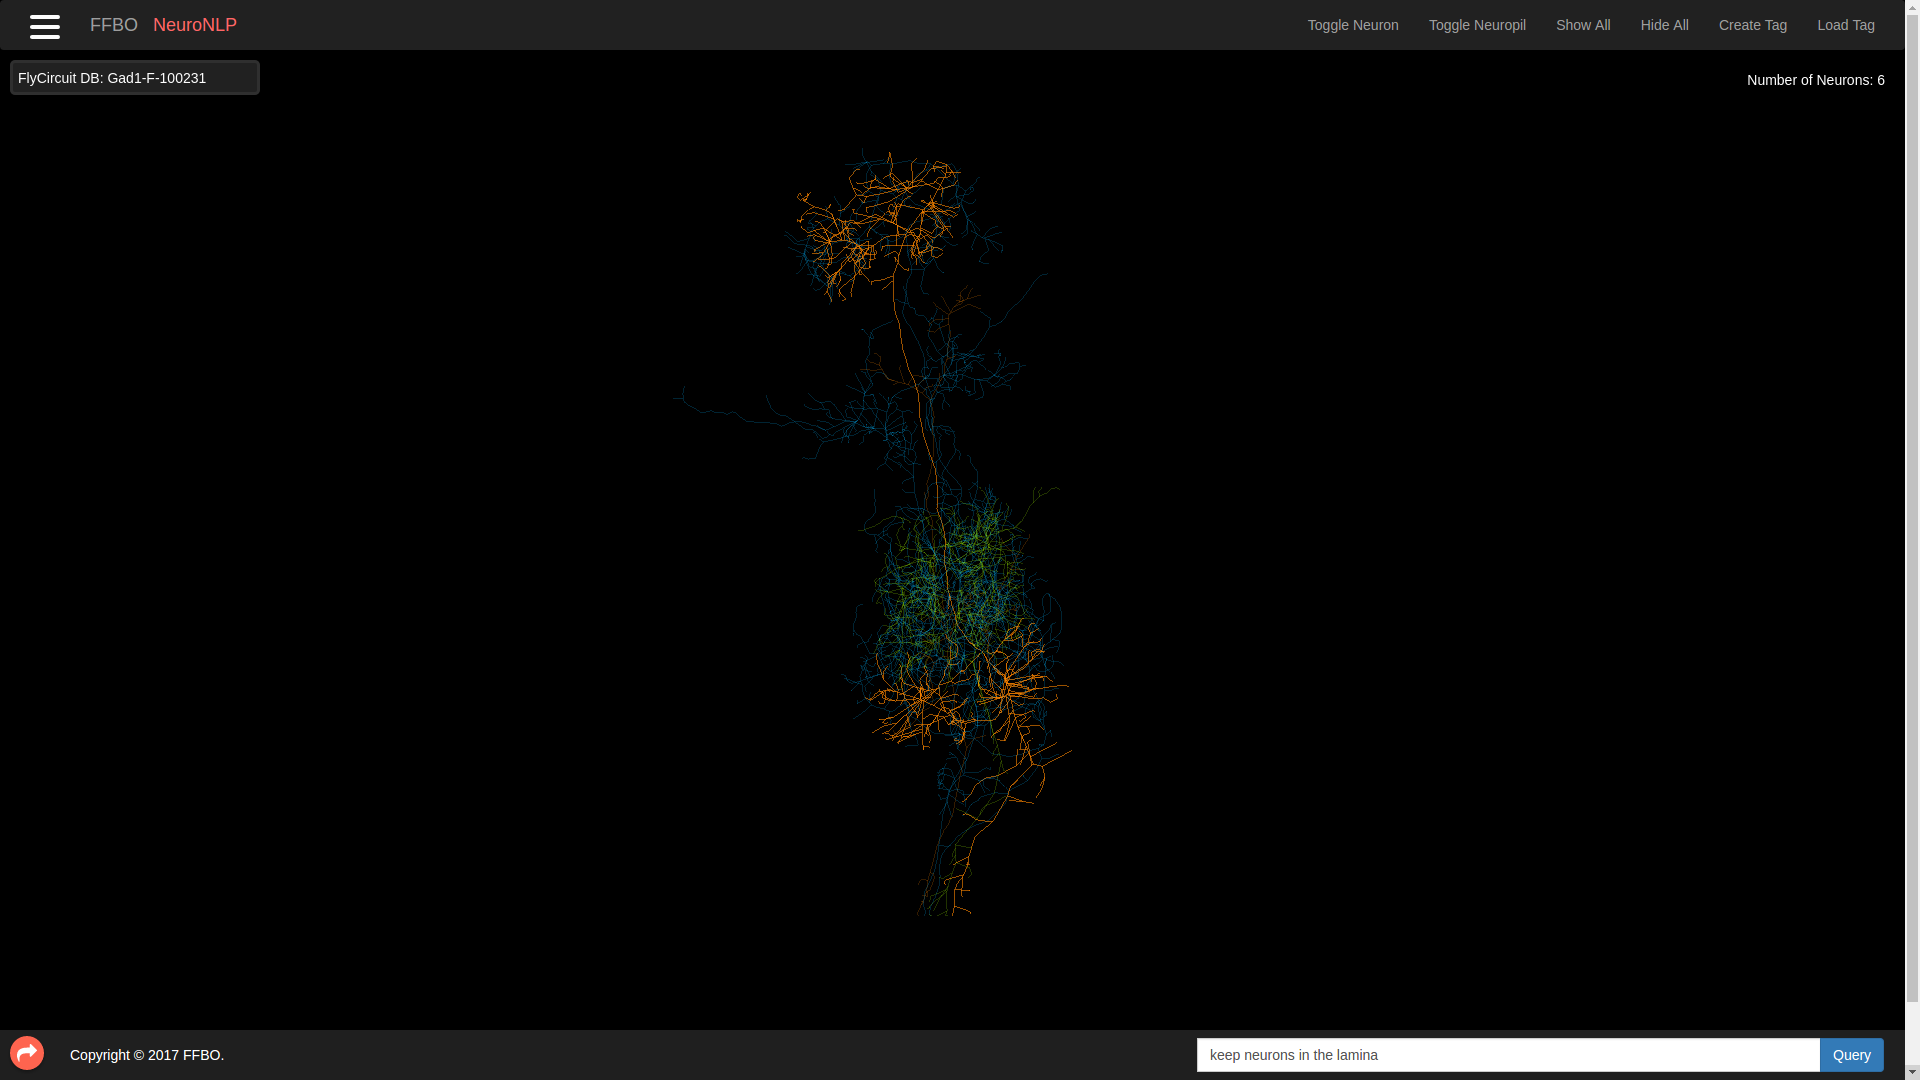 FFBO NeuroNLP Toggle Neuron Toggle Neuropil Show All Hide All Create Tag Load Tag
FlyCircuit DB: Gad1-F-100231
Number of Neurons: 6
Copyright © 2017 FFBO.
keep neurons in the lamina Query